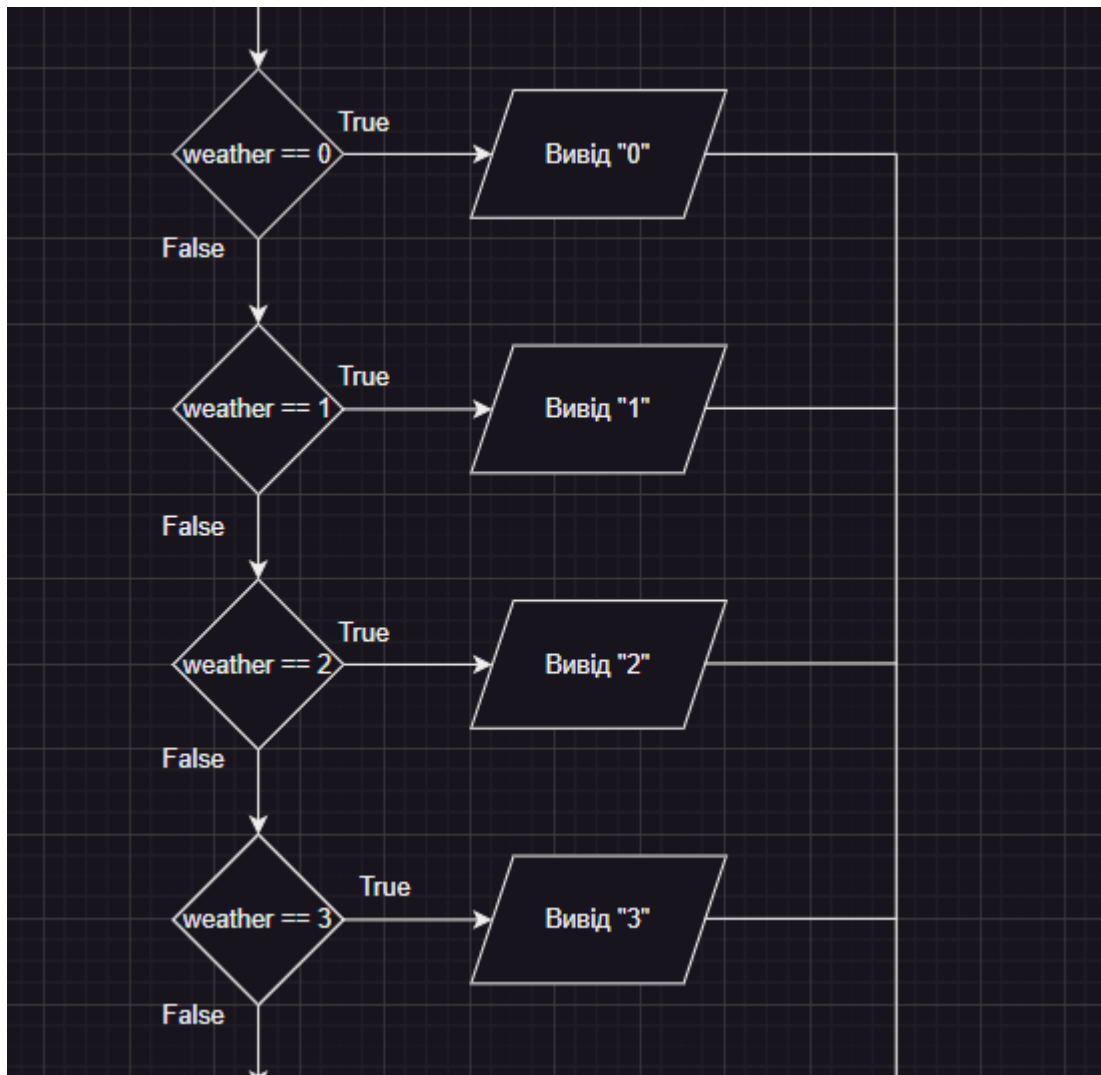 True
weather == 0
Вивід "0"
False
True
weather == 1
Вивід "1"
False
True
weather == 2
Вивід "2"
False
True
weather == 3
Вивід "3"
False